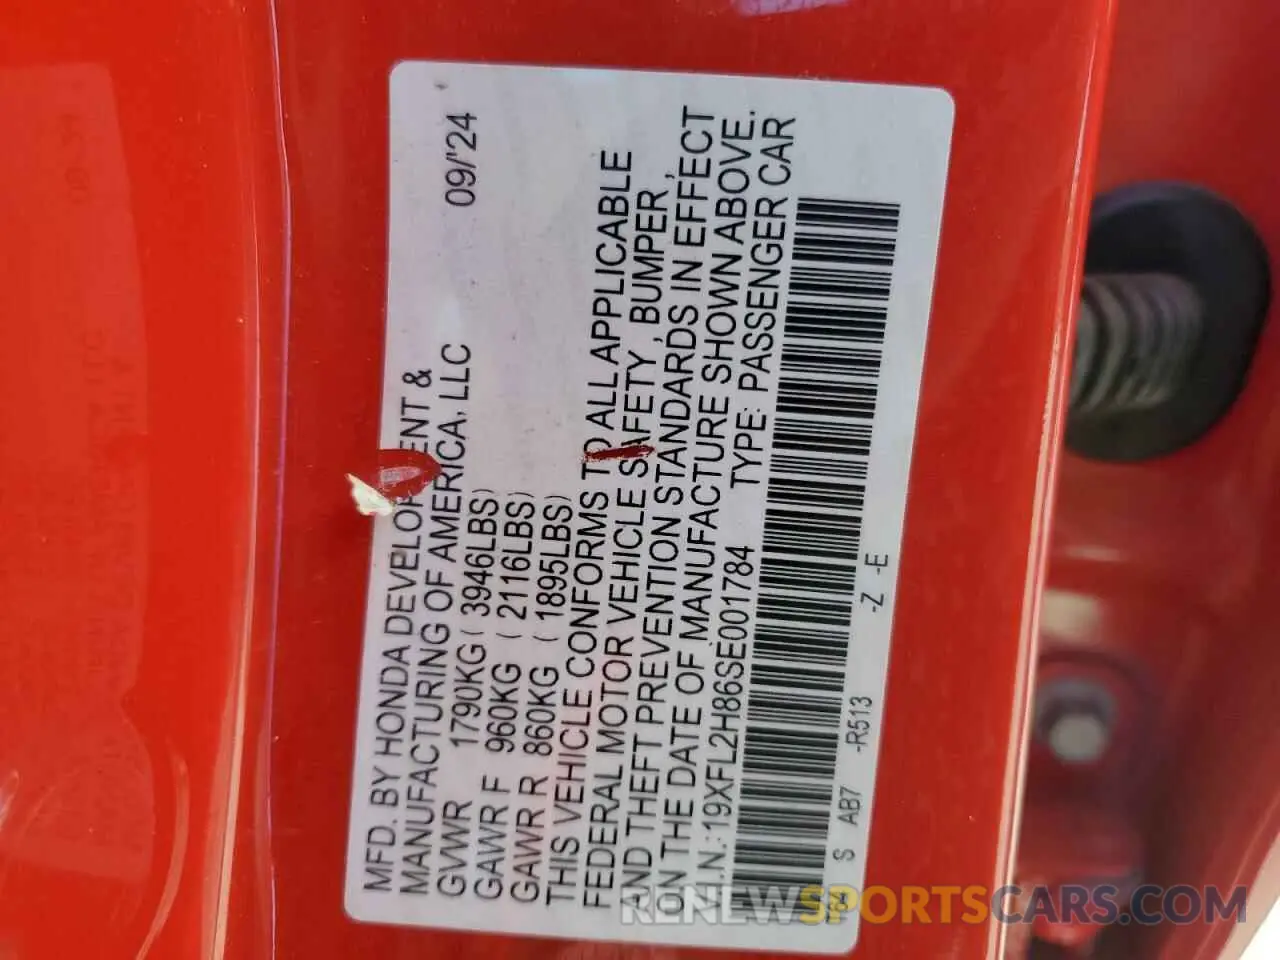 MFD. BY HONDA DEVELOPMENT &
MANUFACTURING OF AMERICA, LLC 09/'24
GVWR 1790KG ( 3946LBS)
GAWR F 960KG ( 2116LBS)
GAWR R 860KG ( 1895LBS)
THIS VEHICLE CONFORMS TO ALL APPLICABLE
FEDERAL MOTOR VEHICLE SAFETY , BUMPER ,
AND THEFT PREVENTION STANDARDS IN EFFECT
ON THE DATE OF MANUFACTURE SHOWN ABOVE.
V.I.N.:19XFL2H86SE001784 TYPE: PASSENGER CAR
S AB7 -R513 -Z -E
RENEWSPORTSCARS.COM